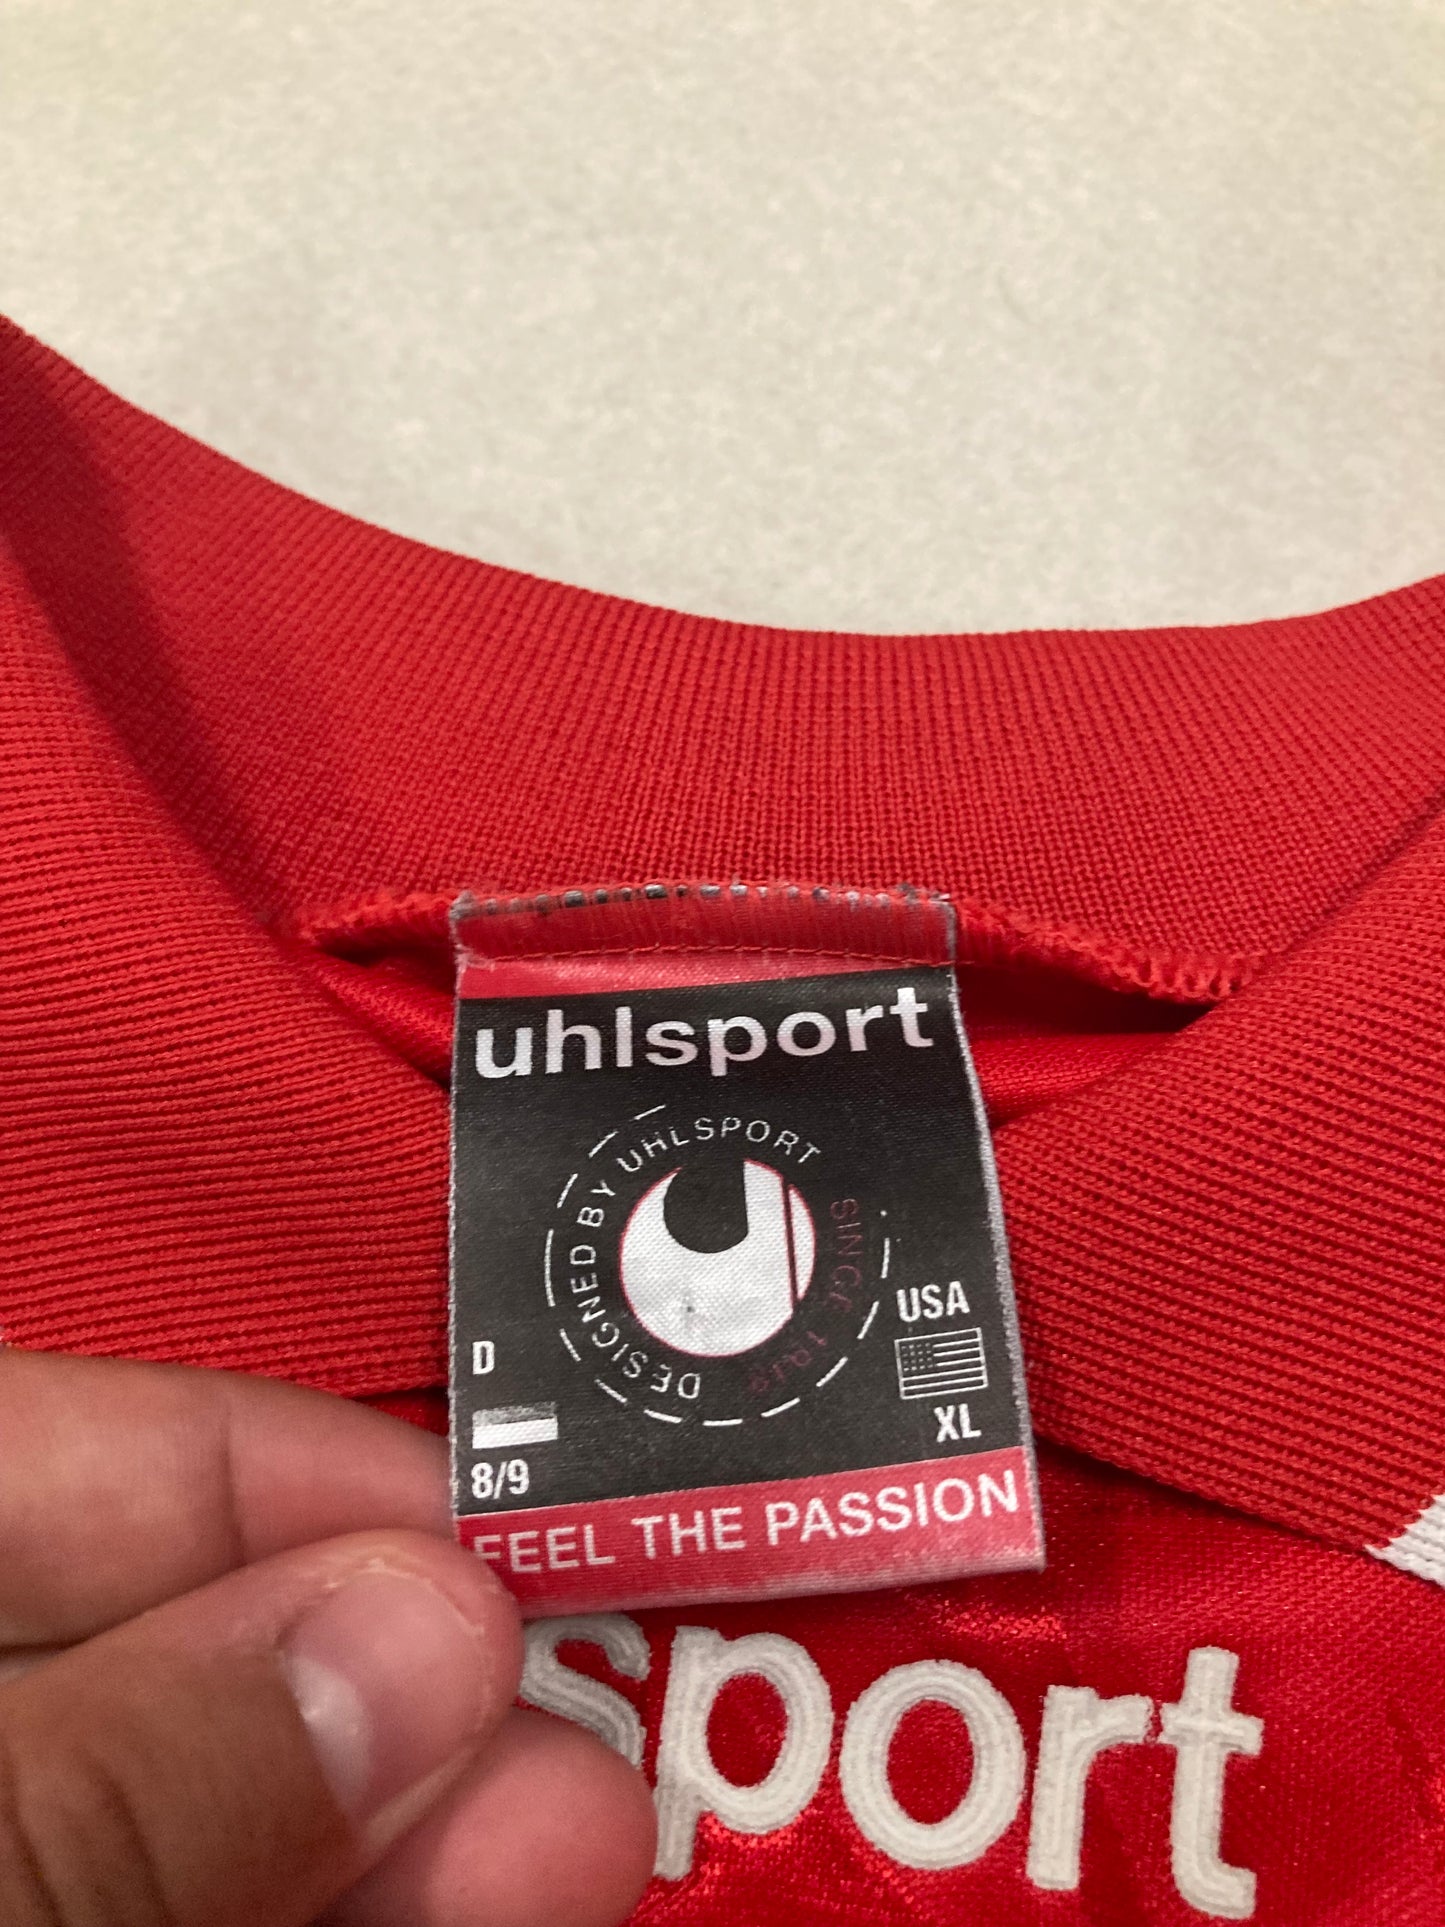 uhlsport
DESIGNED BY UHLSPORT
SINCE 1948
USA
D
XL
8/9
FEEL THE PASSION
sport